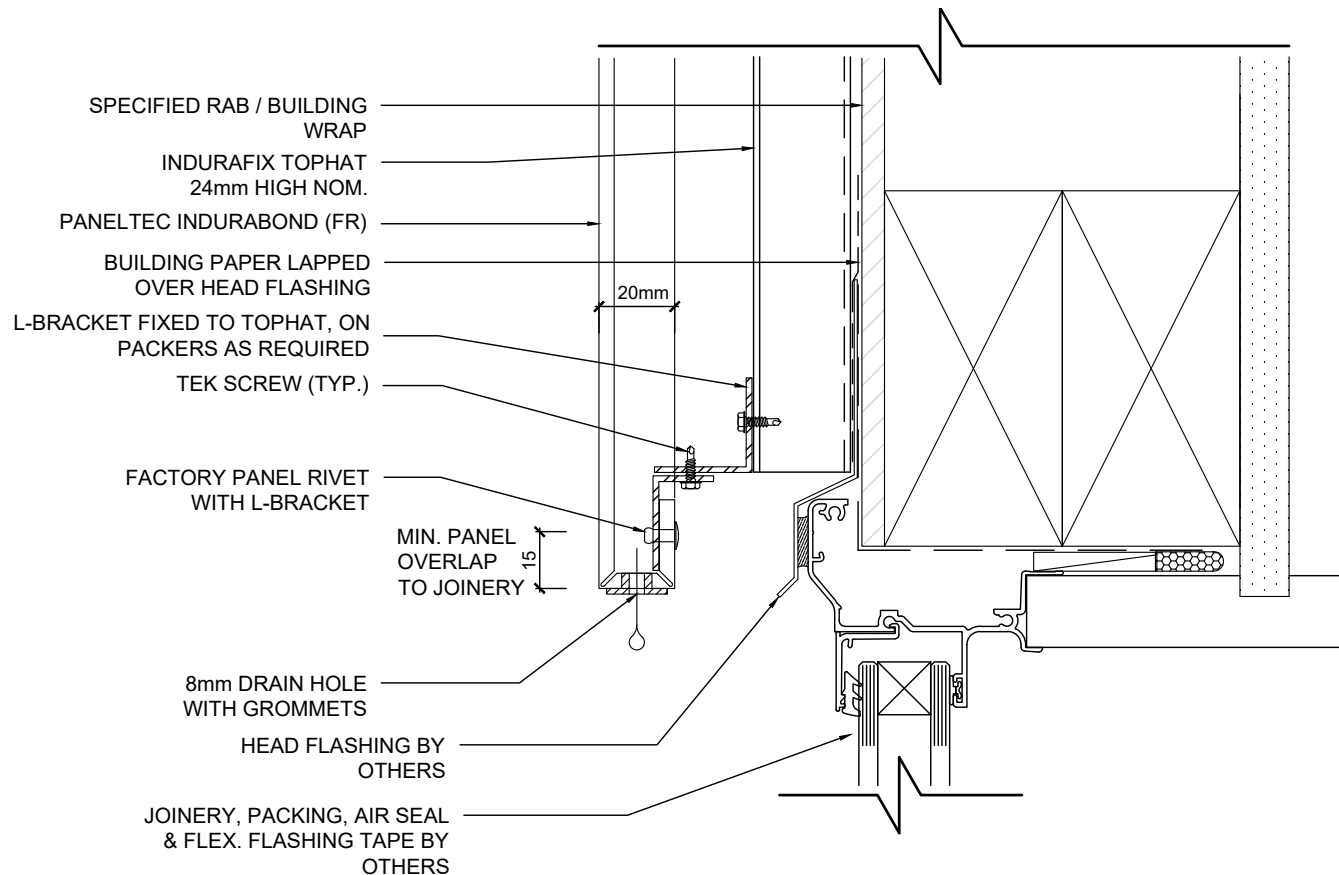 SPECIFIED RAB / BUILDING
WRAP
INDURAFIX TOPHAT
24mm HIGH NOM.
PANELTEC INDURABOND (FR)
BUILDING PAPER LAPPED
OVER HEAD FLASHING
20mm
L-BRACKET FIXED TO TOPHAT, ON
PACKERS AS REQUIRED
TEK SCREW (TYP.)
FACTORY PANEL RIVET
WITH L-BRACKET
MIN. PANEL
OVERLAP
TO JOINERY
15
8mm DRAIN HOLE
WITH GROMMETS
HEAD FLASHING BY
OTHERS
JOINERY, PACKING, AIR SEAL
& FLEX. FLASHING TAPE BY
OTHERS